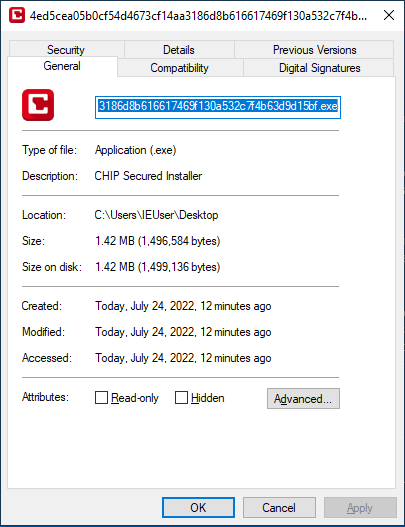 4ed5cea05b0cf54d4673cf14aa3186d8b616617469f130a532c7f4b...
Security Details Previous Versions
General Compatibility Digital Signatures
3186d8b616617469f130a532c7f4b63d9d15bf.exe
Type of file: Application (.exe)
Description: CHIP Secured Installer
Location: C:\Users\IEUser\Desktop
Size: 1.42 MB (1,496,584 bytes)
Size on disk: 1.42 MB (1,499,136 bytes)
Created: Today, July 24, 2022, 12 minutes ago
Modified: Today, July 24, 2022, 12 minutes ago
Accessed: Today, July 24, 2022, 12 minutes ago
Attributes: Read-only Hidden Advanced...
OK Cancel Apply